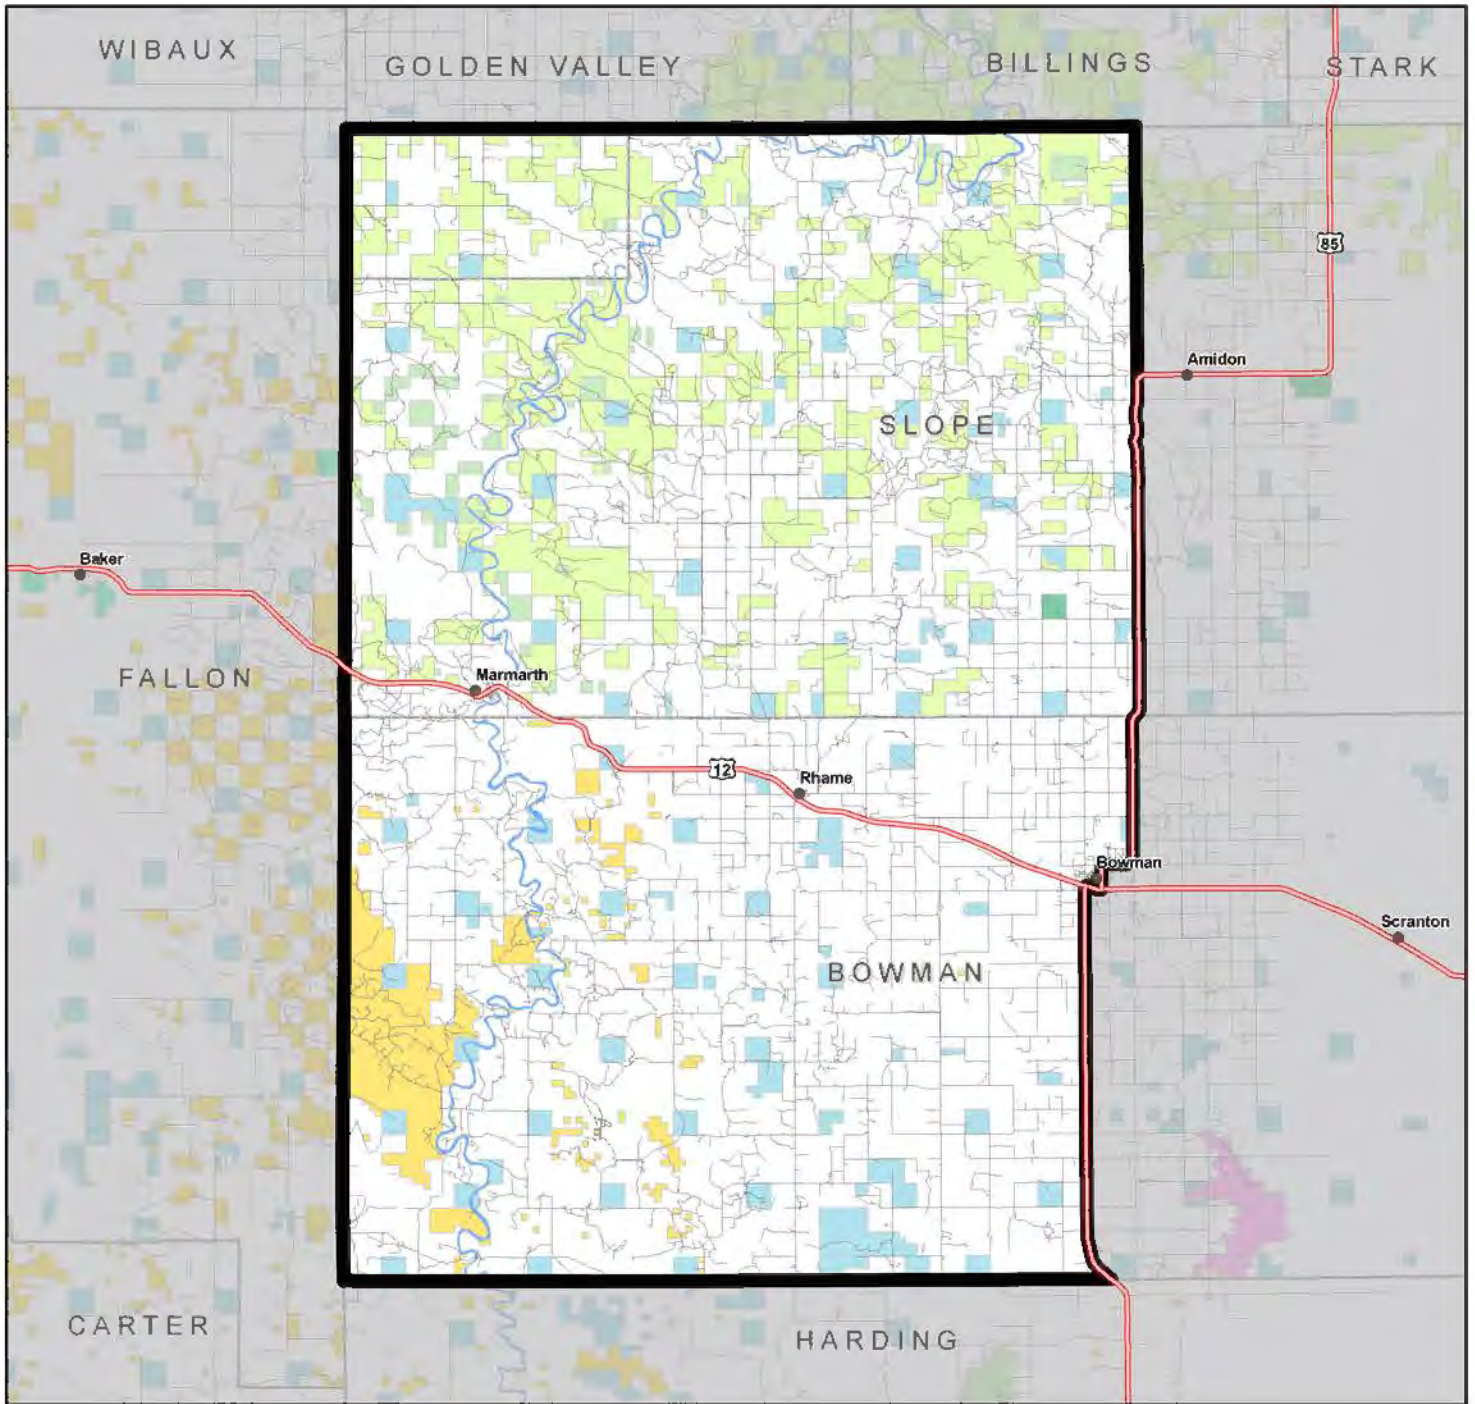 WIBAUX
GOLDEN VALLEY
BILLINGS
STARK
85
Amidon
SLOPE
Baker
FALLON
Marmarth
12
Rhame
Bowman
Scranton
BOWMAN
CARTER
HARDING